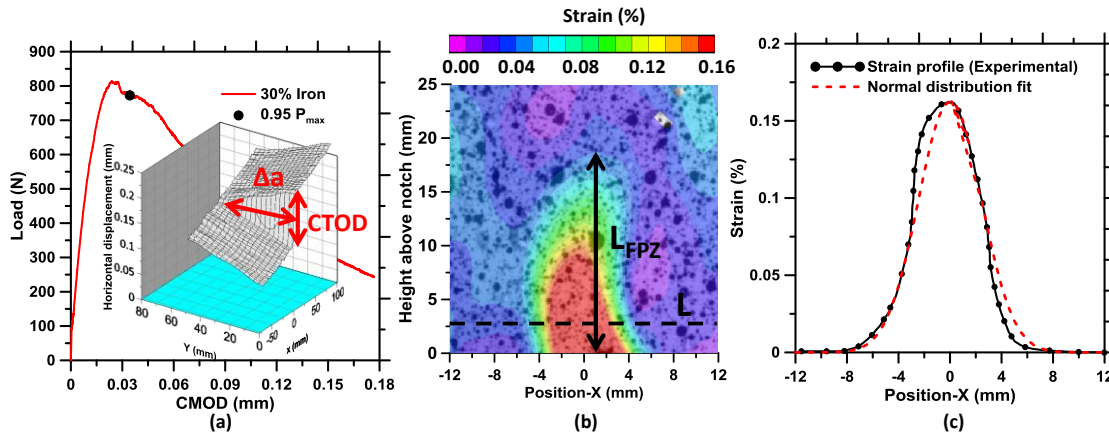 Load (N)
900
800
700
600
500
400
300
200
100
0
0
0.03
0.06
0.09
0.12
0.15
0.18
CMOD (mm)
(a)
30% Iron
0.95 Pmax
Horizontal displacement (mm)
0.25
0.2
0.15
0.1
0.05
0
80
60
40
20
0
Y (mm)
-50
0
50
100
x (mm)
Δa
CTOD
Strain (%)
0.00 0.04 0.08 0.12 0.16
Height above notch (mm)
25
20
15
10
5
0
LFPZ
L
-12 -8 -4 0 4 8 12
Position-X (mm)
(b)
Strain (%)
0.2
0.15
0.1
0.05
0
Strain profile (Experimental)
Normal distribution fit
-12 -8 -4 0 4 8 12
Position-X (mm)
(c)